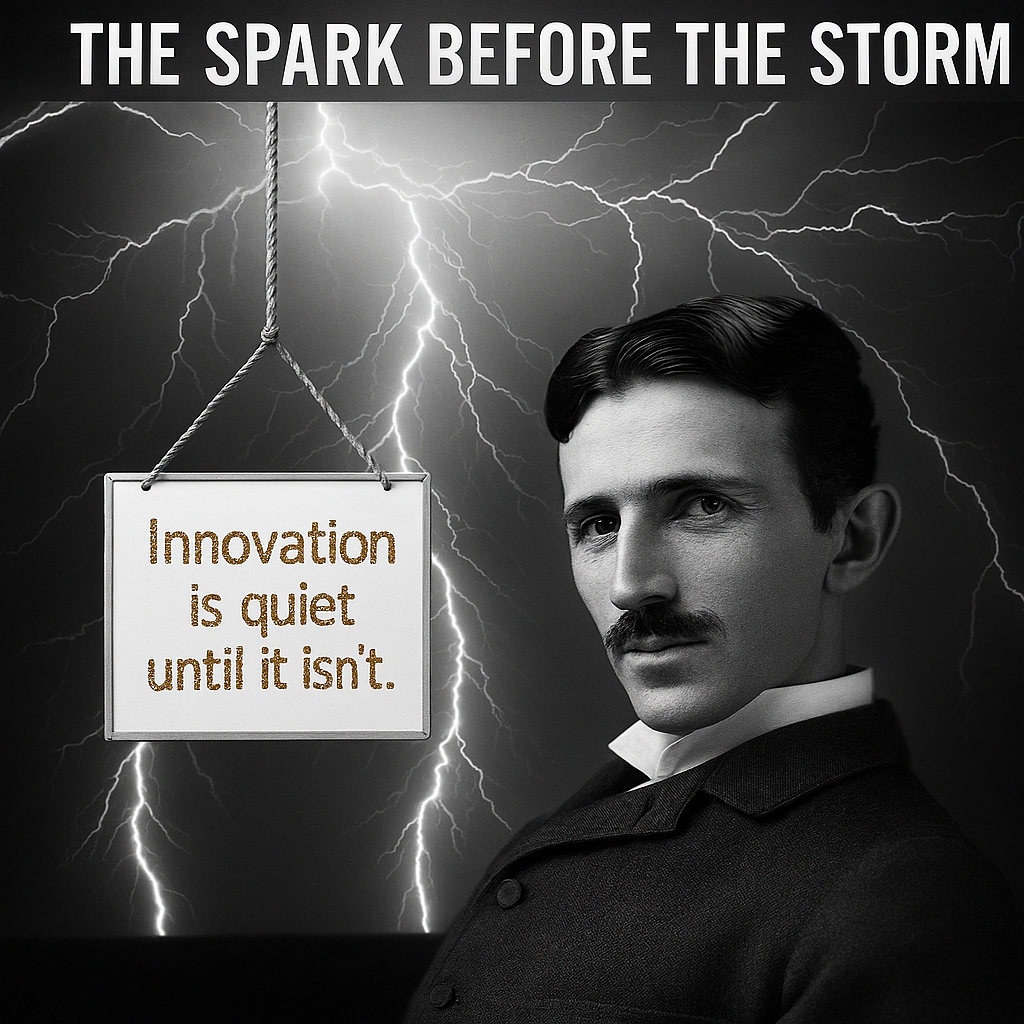 THE SPARK BEFORE THE STORM
Innovation
is quiet
until it isn't.